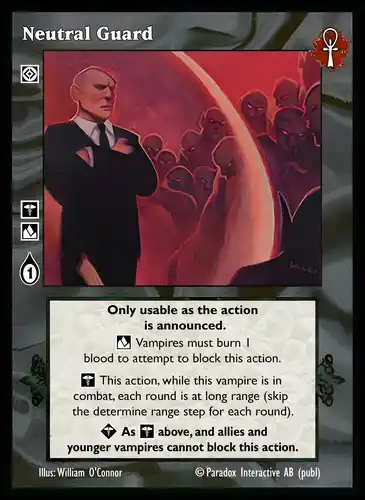 Neutral Guard
1
Only usable as the action
is announced.
Vampires must burn 1
blood to attempt to block this action.
This action, while this vampire is in
combat, each round is at long range (skip
the determine range step for each round).
As above, and allies and
younger vampires cannot block this action.
Illus: William O'Connor © Paradox Interactive AB (publ)